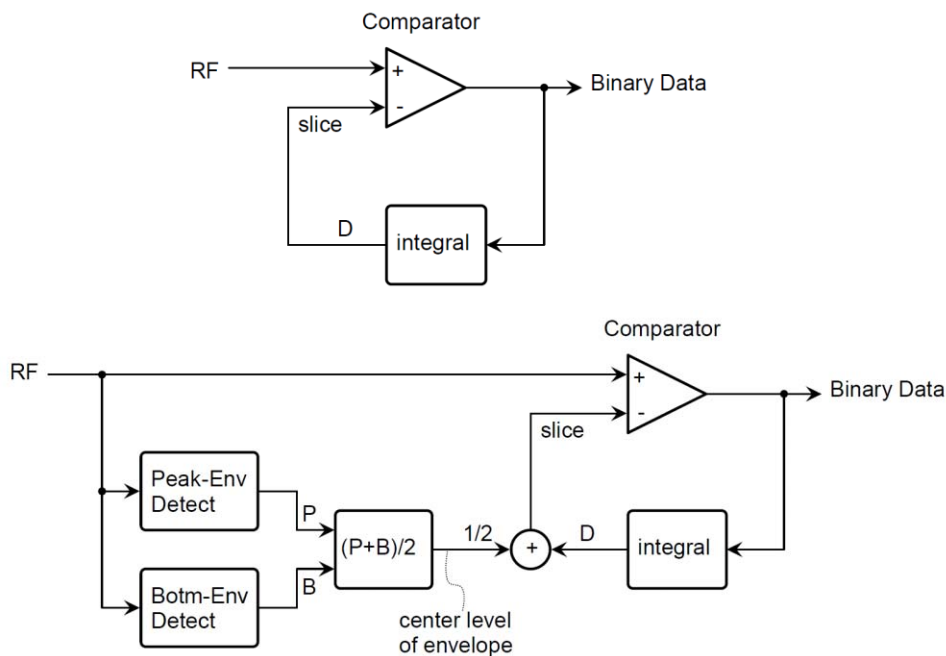 Comparator
RF
+
-
slice
Binary Data
D
integral
Comparator
RF
+
-
slice
Binary Data
Peak-Env
Detect
P
(P+B)/2
1/2
+
D
integral
Botm-Env
Detect
B
center level
of envelope